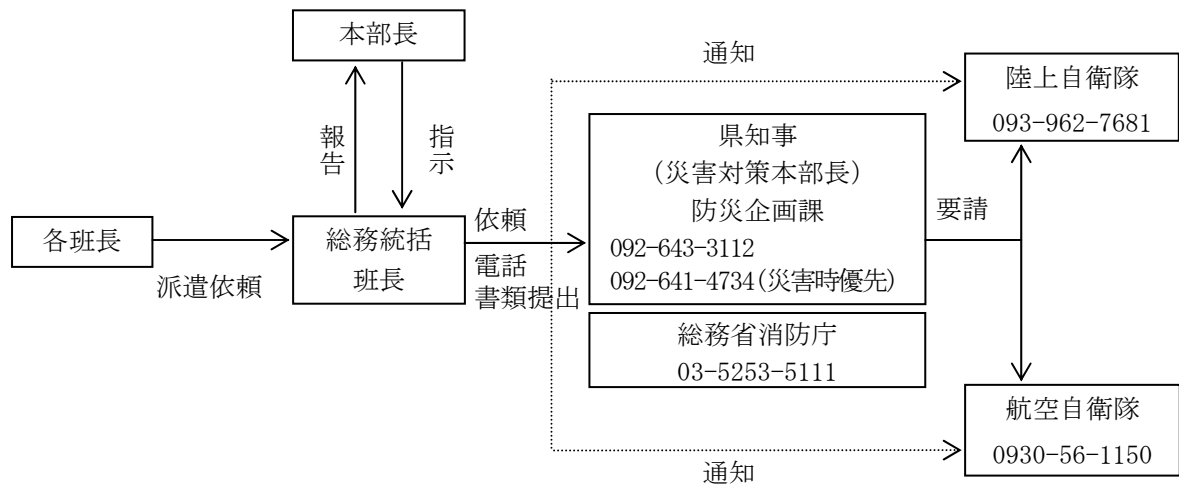 本部長
通知
陸上自衛隊
093-962-7681
報告
指示
県知事
(災害対策本部長)
防災企画課
092-643-3112
092-641-4734(災害時優先)
要請
各班長
派遣依頼
総務統括
班長
依頼
電話
書類提出
総務省消防庁
03-5253-5111
航空自衛隊
0930-56-1150
通知